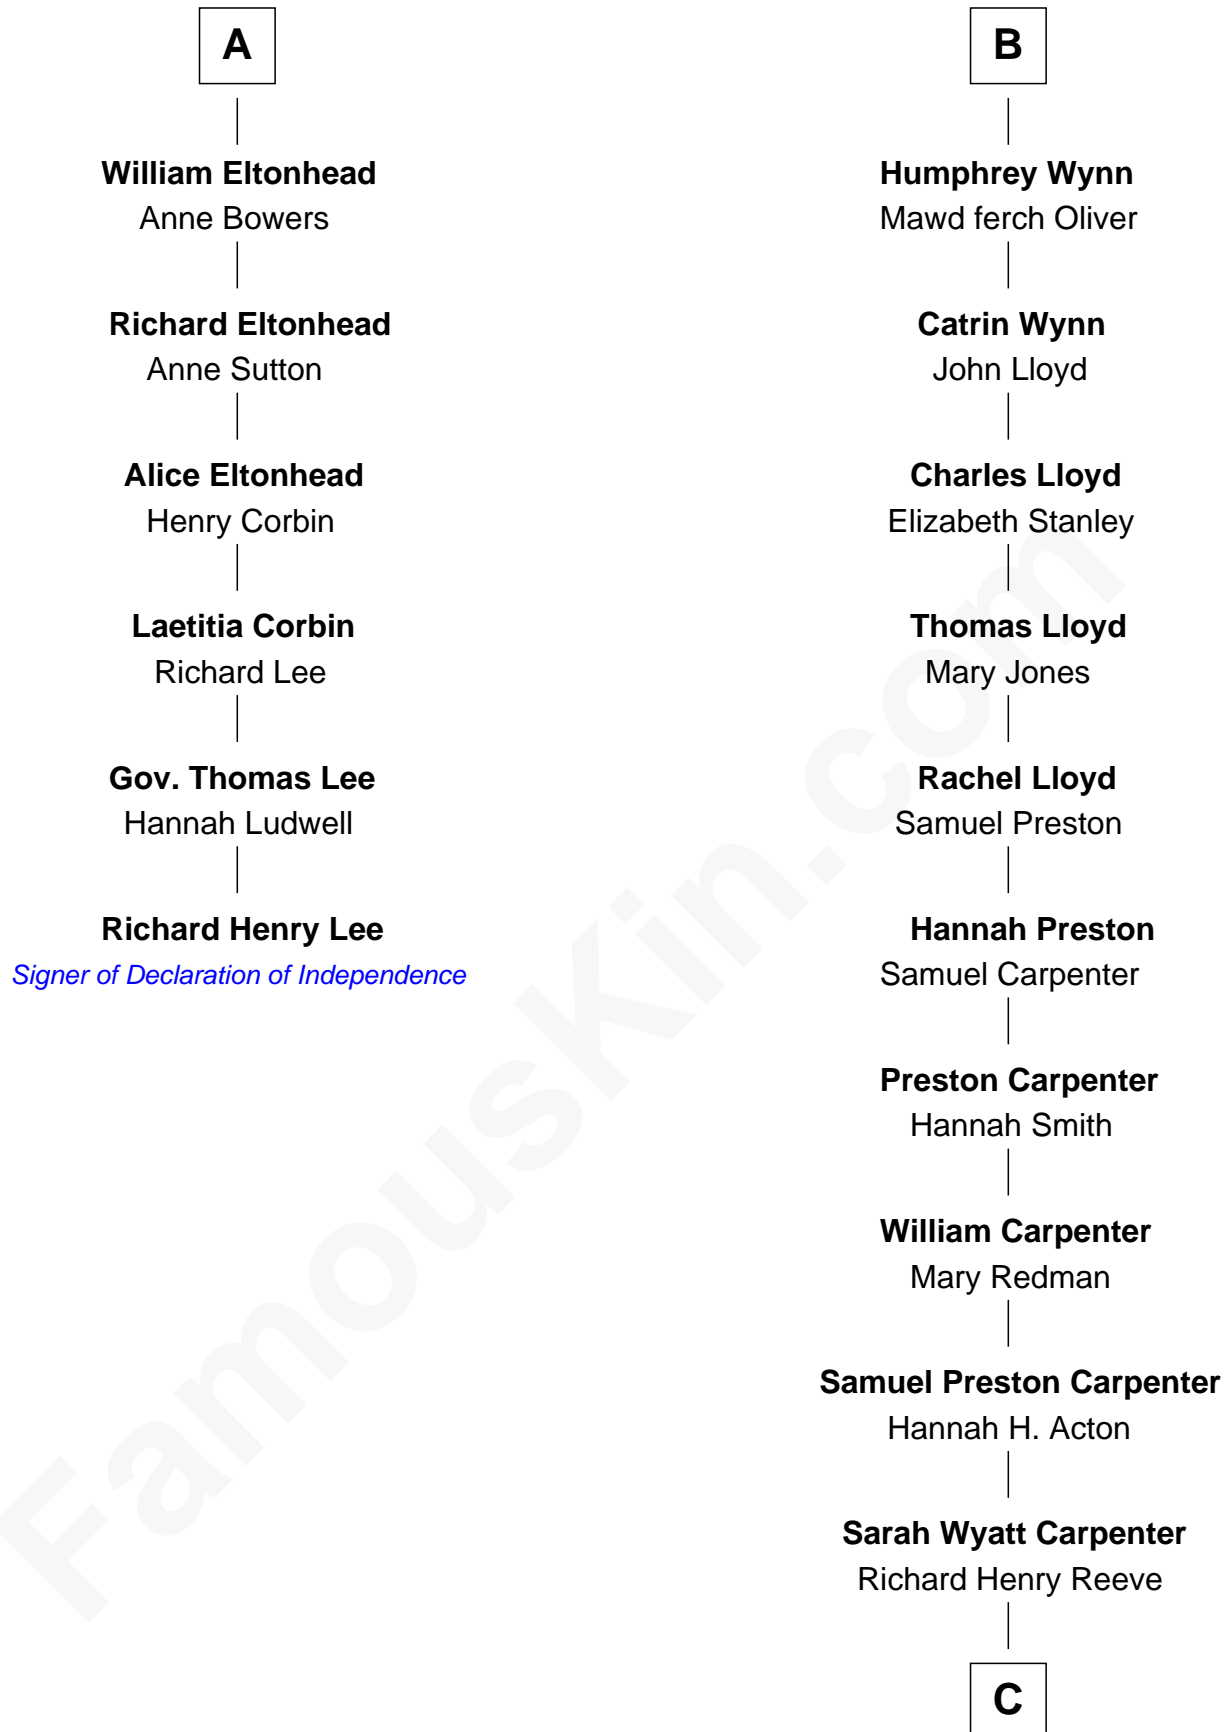 A
William Eltonhead
Anne Bowers
Richard Eltonhead
Anne Sutton
Alice Eltonhead
Henry Corbin
Laetitia Corbin
Richard Lee
Gov. Thomas Lee
Hannah Ludwell
Richard Henry Lee
Signer of Declaration of Independence
B
Humphrey Wynn
Mawd ferch Oliver
Catrin Wynn
John Lloyd
Charles Lloyd
Elizabeth Stanley
Thomas Lloyd
Mary Jones
Rachel Lloyd
Samuel Preston
Hannah Preston
Samuel Carpenter
Preston Carpenter
Hannah Smith
William Carpenter
Mary Redman
Samuel Preston Carpenter
Hannah H. Acton
Sarah Wyatt Carpenter
Richard Henry Reeve
C
FamousKin.com